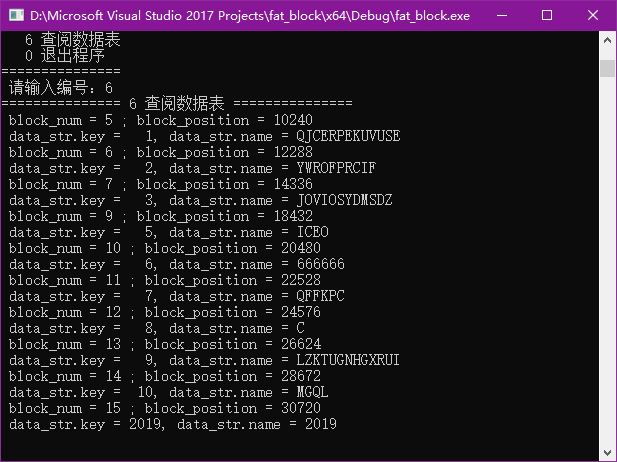 D:\Microsoft Visual Studio 2017 Projects\fat_block\x64\Debug\fat_block.exe
6 查阅数据表
0 退出程序
===============
请输入编号：6
=============== 6 查阅数据表 ===============
block_num = 5 ; block_position = 10240
data_str.key =    1, data_str.name = QJCERPEKUVUSE
block_num = 6 ; block_position = 12288
data_str.key =    2, data_str.name = YWROFPRCIF
block_num = 7 ; block_position = 14336
data_str.key =    3, data_str.name = JOVIOSYDMSDZ
block_num = 9 ; block_position = 18432
data_str.key =    5, data_str.name = ICEO
block_num = 10 ; block_position = 20480
data_str.key =    6, data_str.name = 666666
block_num = 11 ; block_position = 22528
data_str.key =    7, data_str.name = QFFKPC
block_num = 12 ; block_position = 24576
data_str.key =    8, data_str.name = C
block_num = 13 ; block_position = 26624
data_str.key =    9, data_str.name = LZKTUGNHGXRUI
block_num = 14 ; block_position = 28672
data_str.key =   10, data_str.name = MGQL
block_num = 15 ; block_position = 30720
data_str.key = 2019, data_str.name = 2019